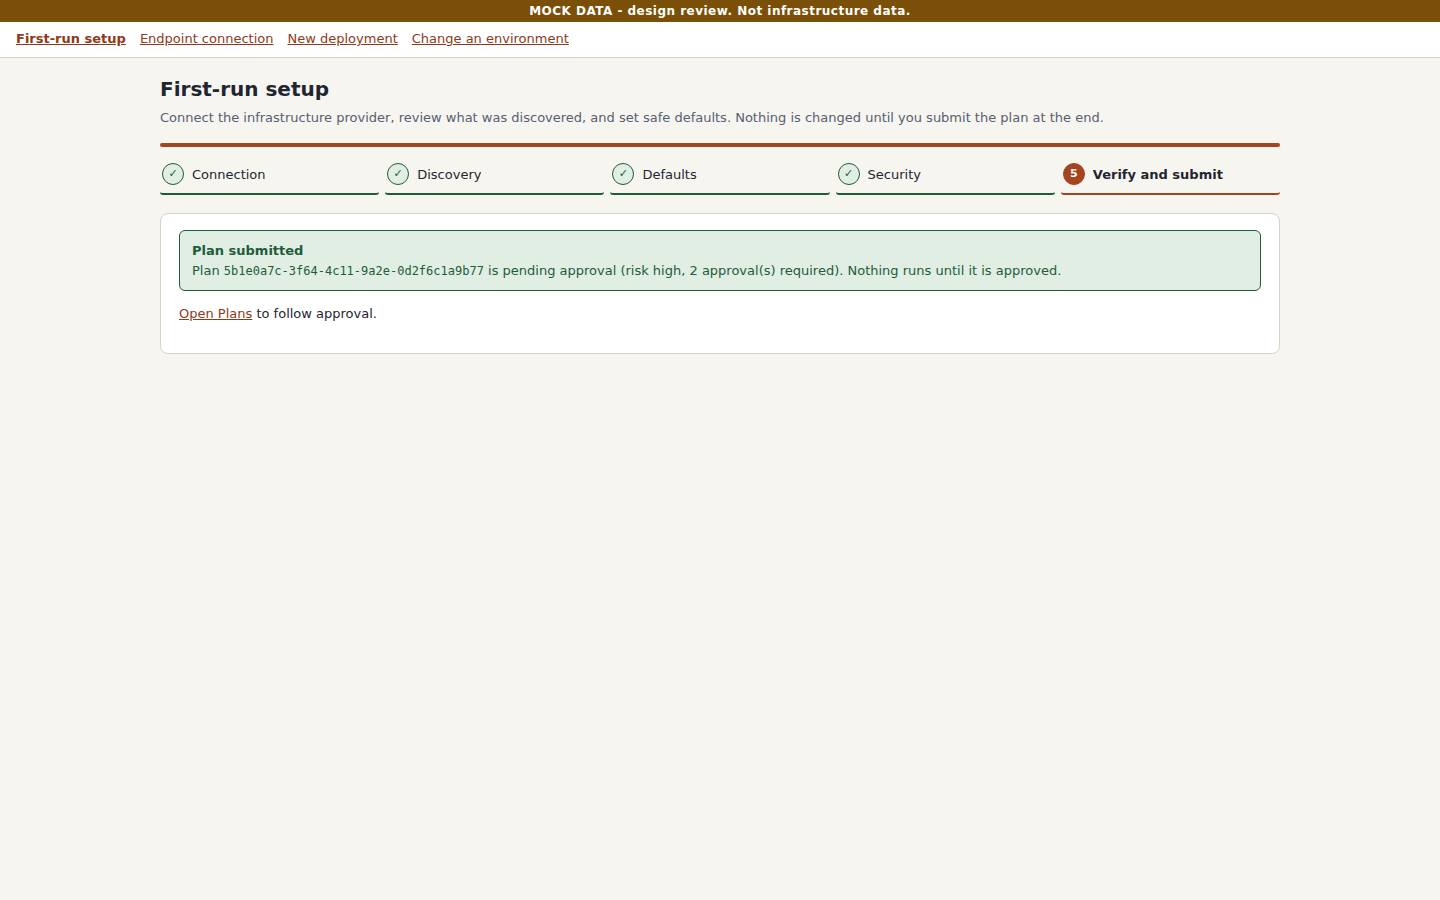 MOCK DATA - design review. Not infrastructure data.
First-run setup Endpoint connection New deployment Change an environment
First-run setup
Connect the infrastructure provider, review what was discovered, and set safe defaults. Nothing is changed until you submit the plan at the end.
✓ Connection ✓ Discovery ✓ Defaults ✓ Security 5 Verify and submit
Plan submitted
Plan 5b1e0a7c-3f64-4c11-9a2e-0d2f6c1a9b77 is pending approval (risk high, 2 approval(s) required). Nothing runs until it is approved.
Open Plans to follow approval.